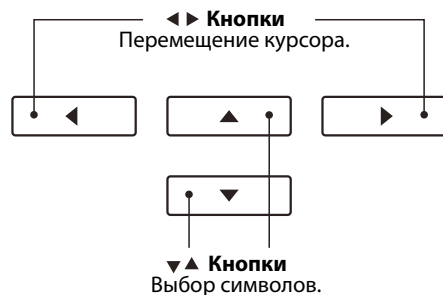 ◀ ▶ Кнопки
Перемещение курсора.
▼▲ Кнопки
Выбор символов.